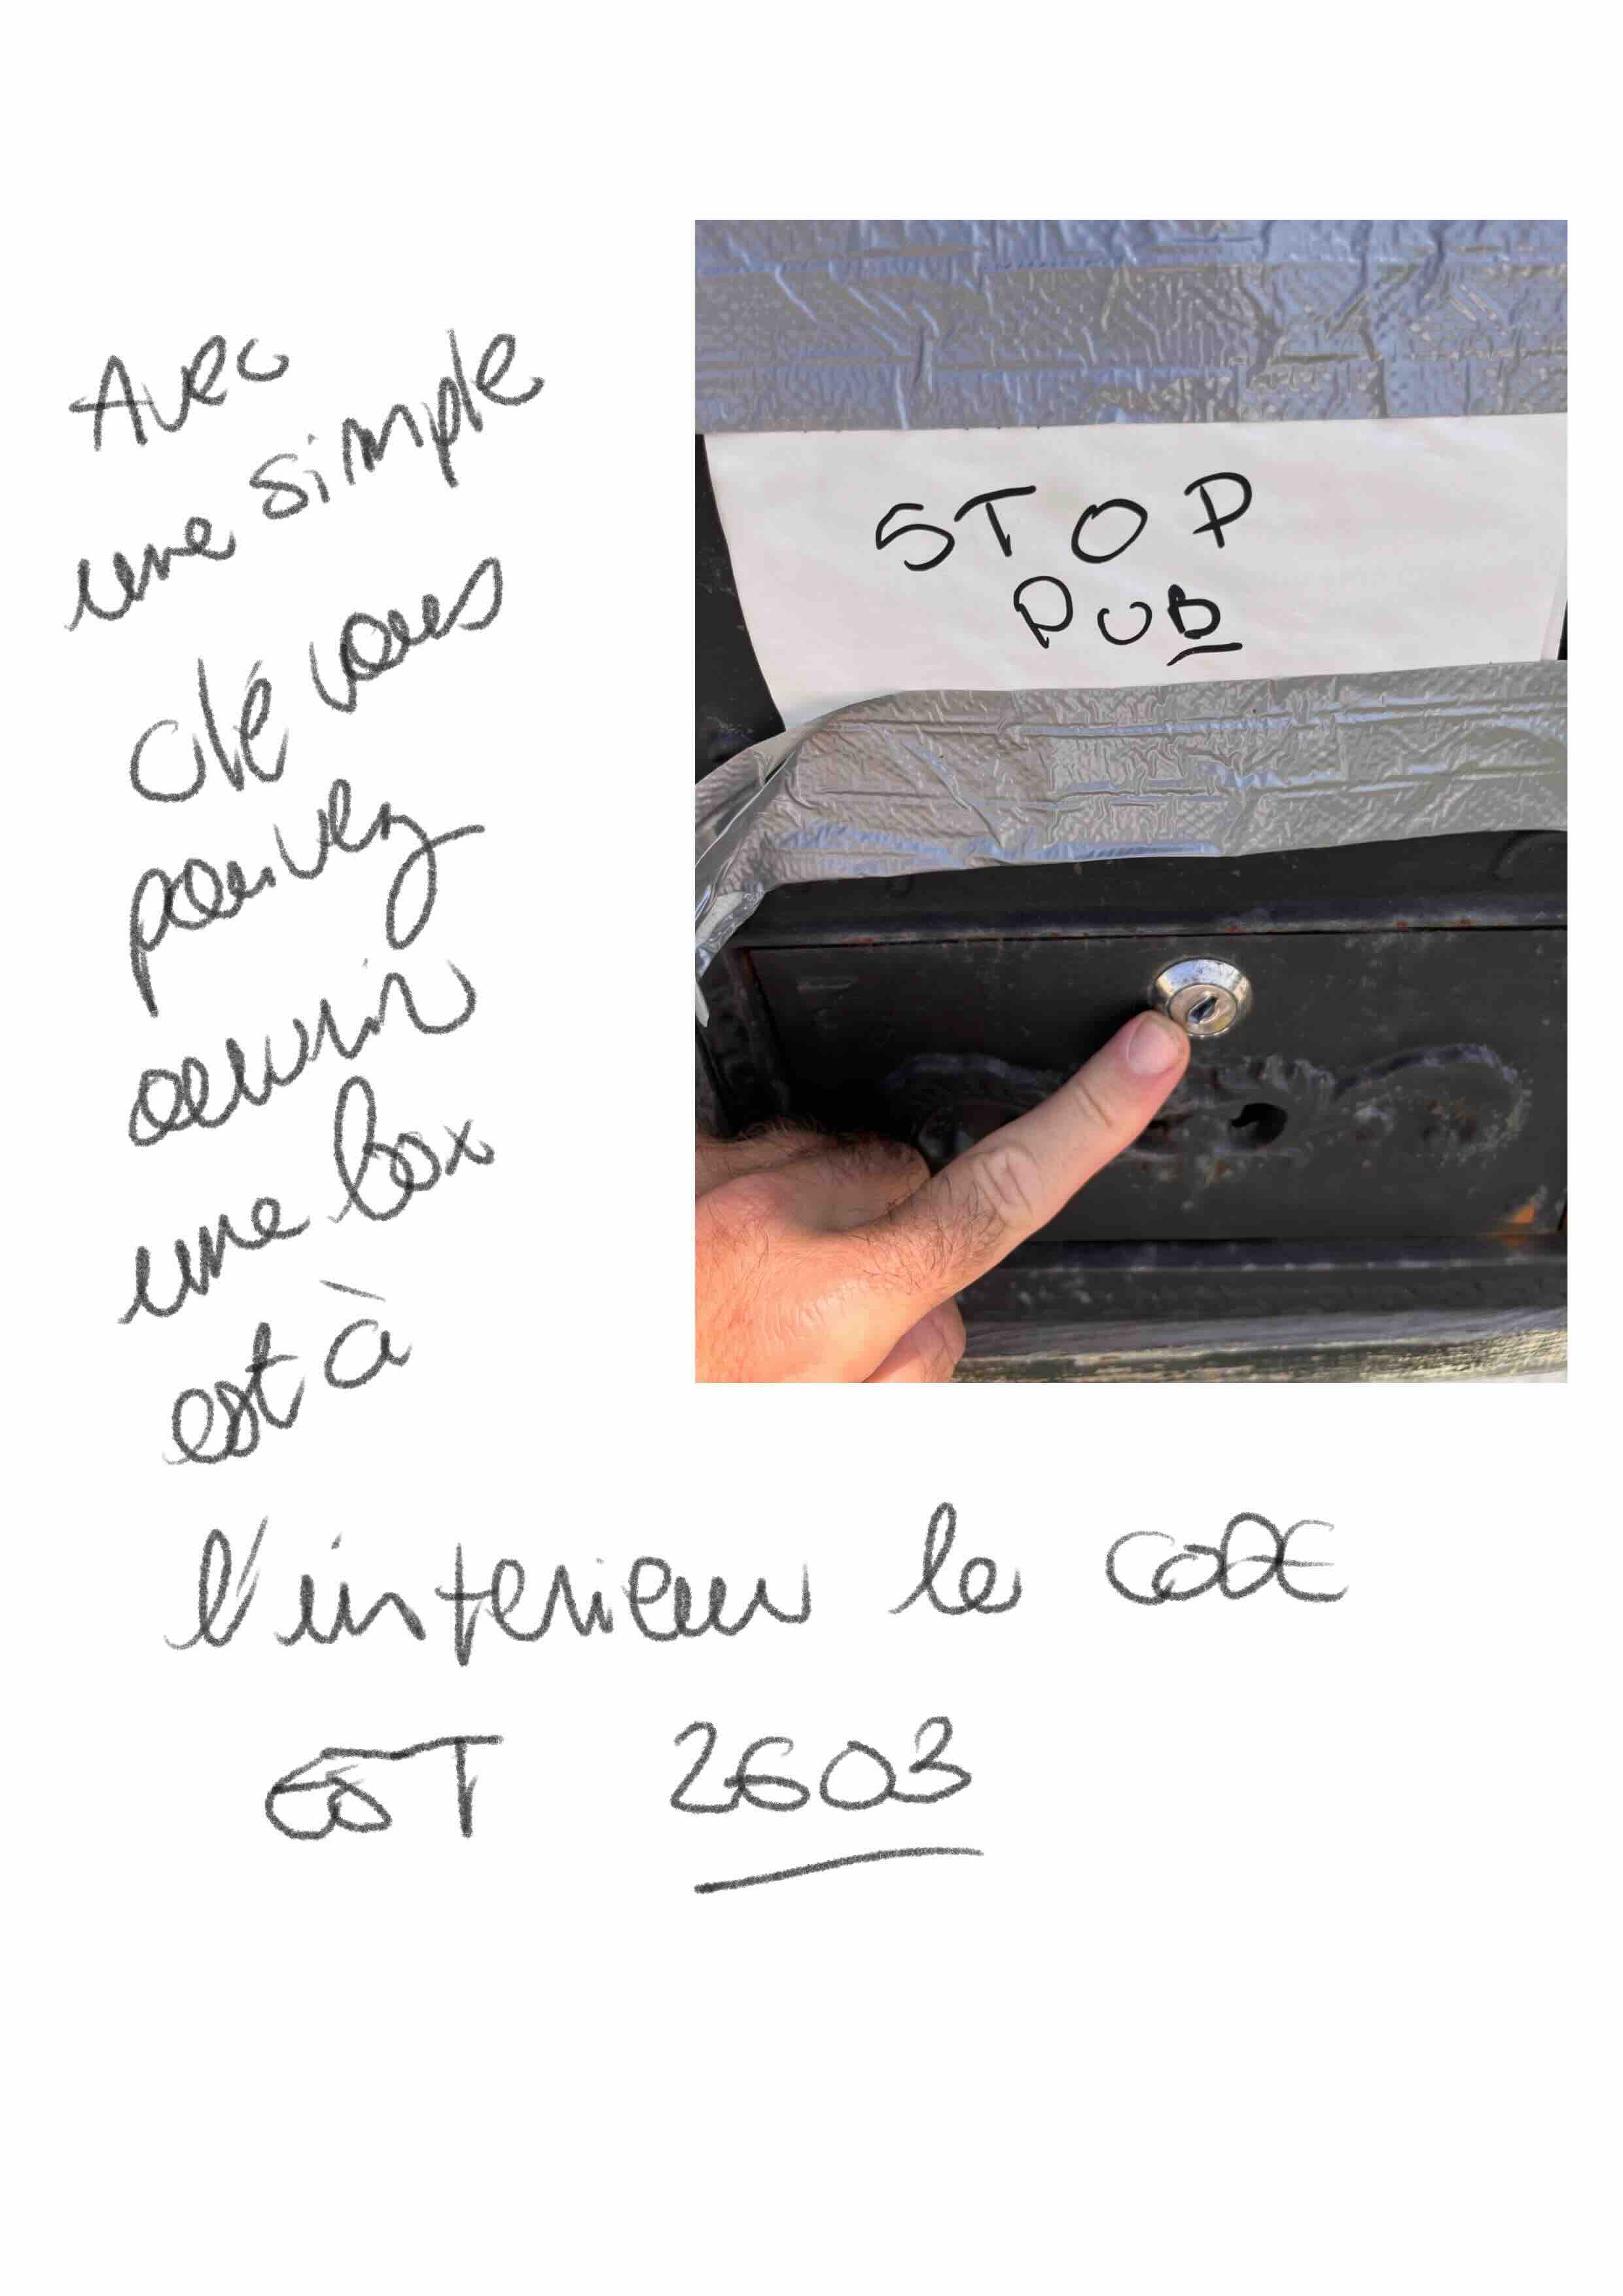 Avec
une simple
clé vous
pouvez
ouvrir
une box
est à
l'interieur le CODE
EST 2603
STOP
PUB